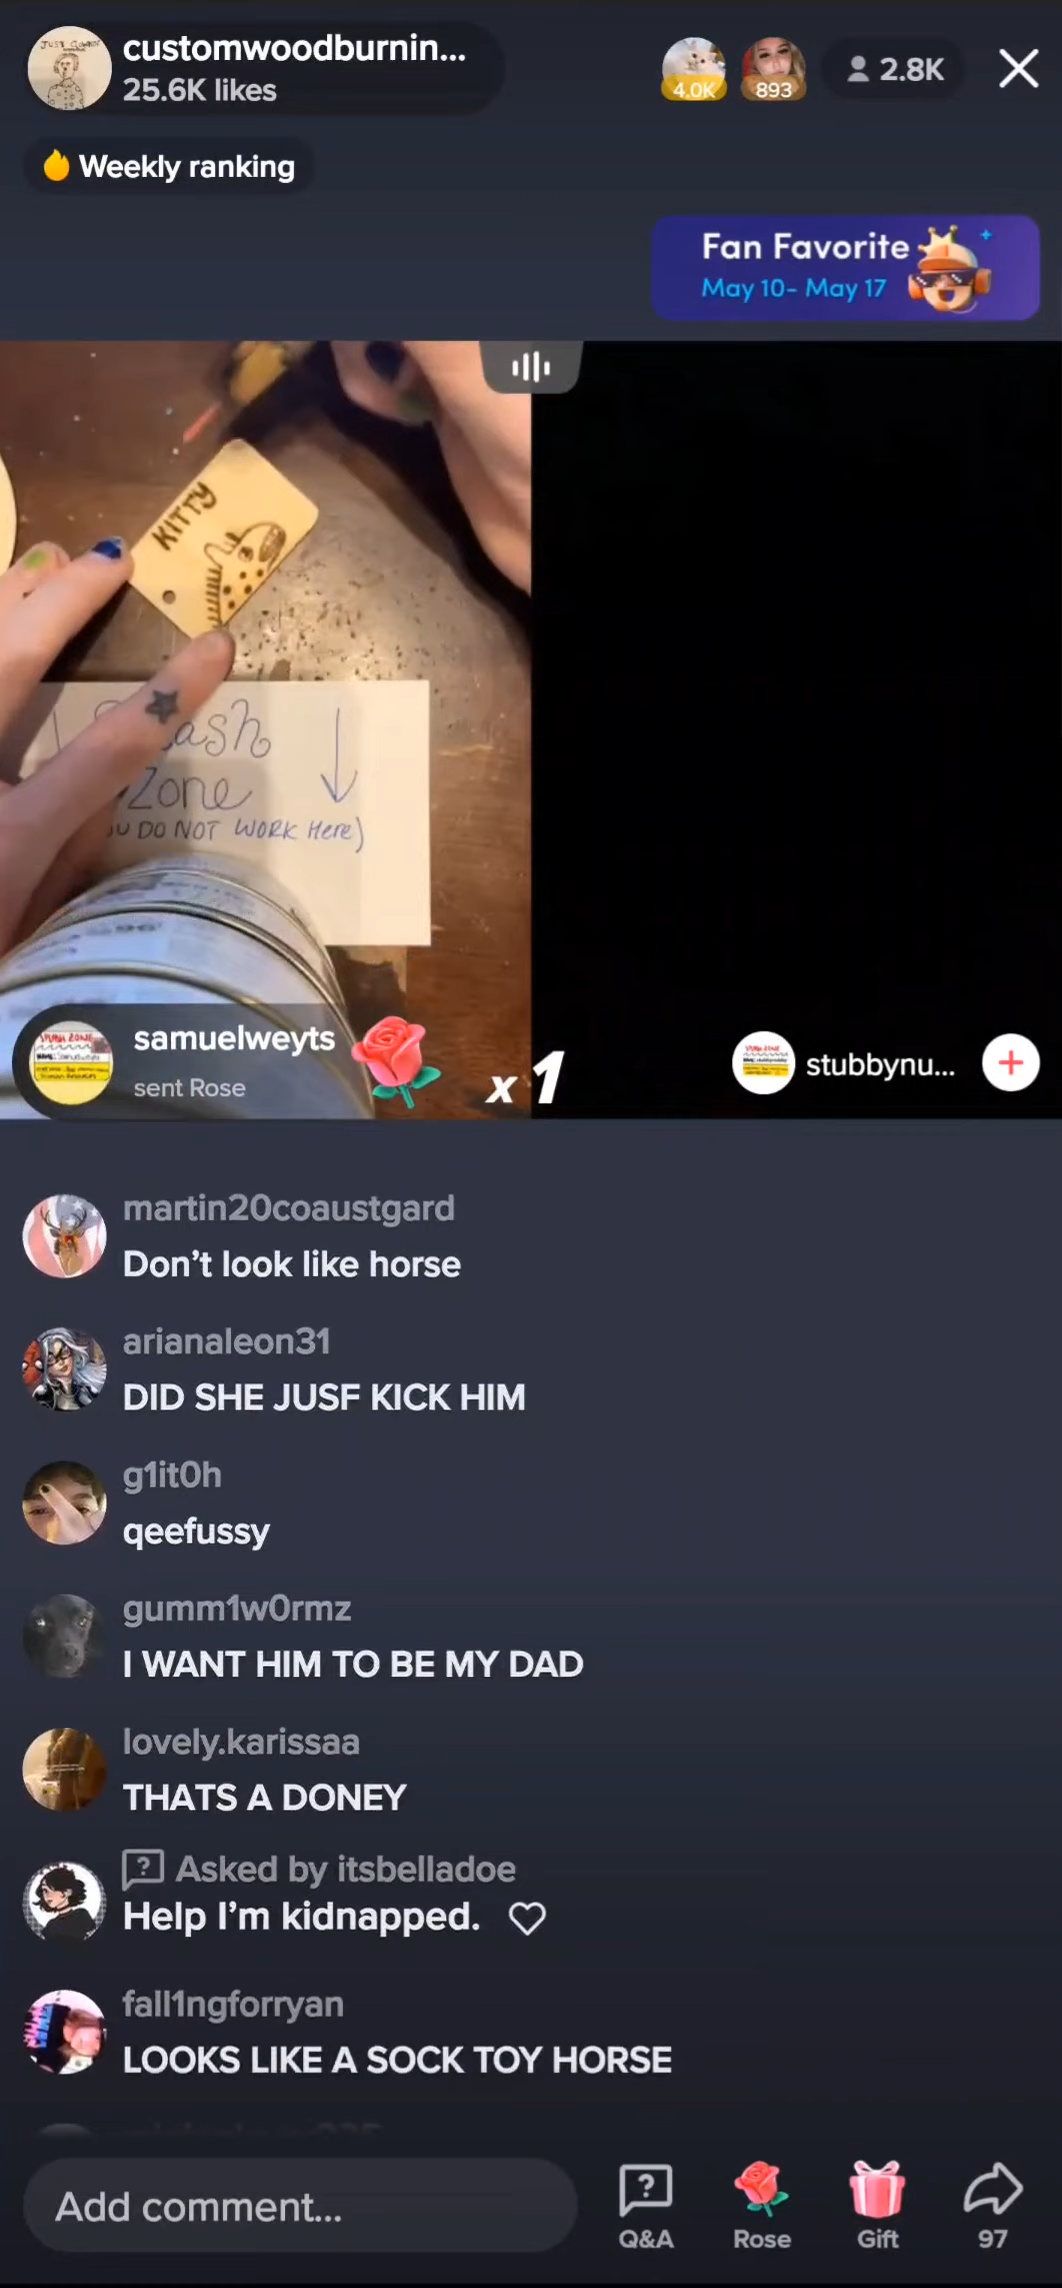 customwoodburnin...
25.6K likes
4.0K
893
2.8K
Weekly ranking
Fan Favorite
May 10- May 17
KITTY
Zone
DO NOT WORK Here)
samuelweyts
sent Rose
x 1
stubbynu...
martin20coaustgard
Don't look like horse
arianaleon31
DID SHE JUSF KICK HIM
g1it0h
qeefussy
gumm1w0rmz
I WANT HIM TO BE MY DAD
lovely.karissaa
THATS A DONEY
Asked by itsbelladoe
Help I'm kidnapped.
fall1ngforryan
LOOKS LIKE A SOCK TOY HORSE
Add comment...
Q&A
Rose
Gift
97